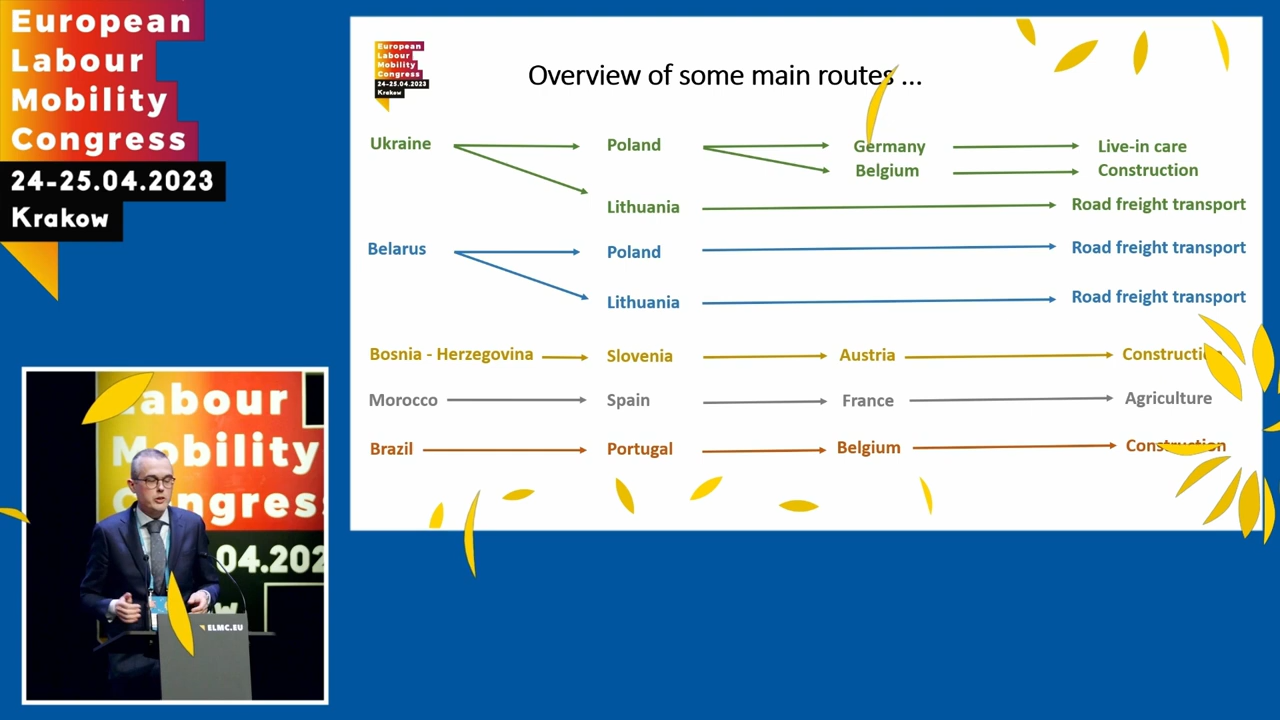 European
Labour
Mobility
Congress
24-25.04.2023
Krakow
European
Labour
Mobility
Congress
24-25.04.2023
Krakow
Overview of some main routes ...
Ukraine Poland Germany Live-in care
Belgium Construction
Lithuania Road freight transport
Belarus Poland Road freight transport
Lithuania Road freight transport
Bosnia - Herzegovina Slovenia Austria Construction
Morocco Spain France Agriculture
Brazil Portugal Belgium Construction
Labour
Mobility
Congress
.04.202
ELMC.EU